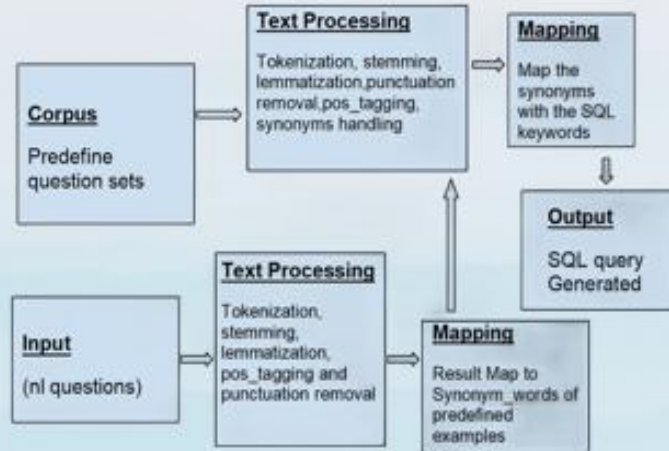 Text Processing
Tokenization, stemming,
lemmatization,punctuation
removal,pos_tagging,
synonyms handling
Mapping
Map the
synonyms
with the SQL
keywords
Corpus
Predefine
question sets
Output
SQL query
Generated
Text Processing
Tokenization,
stemming,
lemmatization,
pos_tagging and
punctuation removal
Input
(nl questions)
Mapping
Result Map to
Synonym_words of
predefined
examples